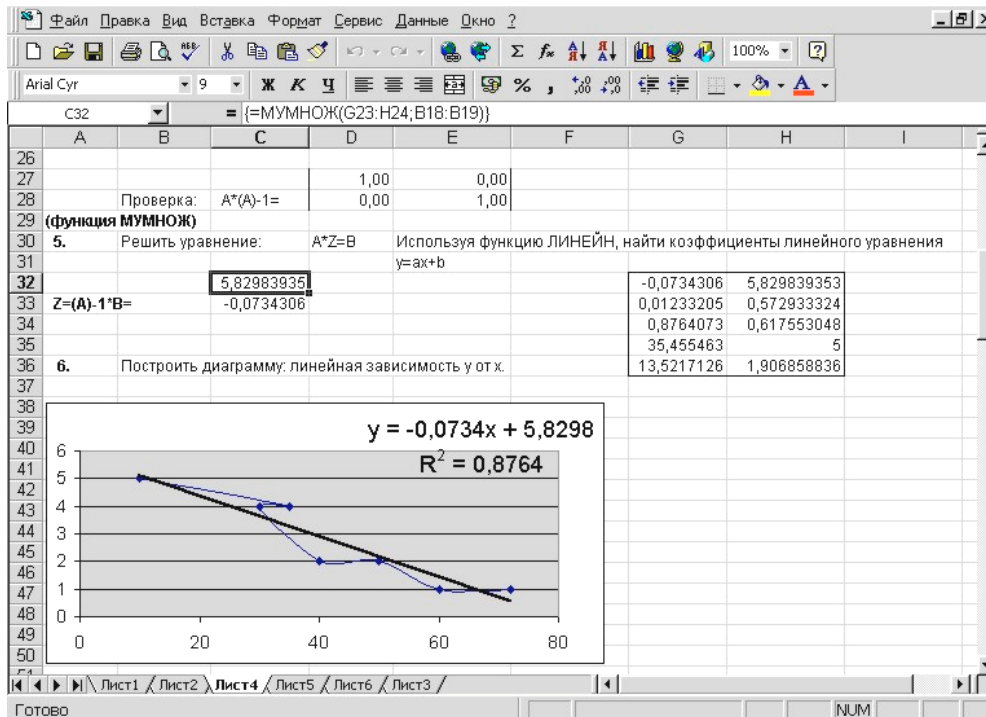 Файл Правка Вид Вставка Формат Сервис Данные Окно ?
100%
Arial Cyr 9 Ж К Ч
C32 = {=МУМНОЖ(G23:H24;B18:B19)}
A B C D E F G H I
26
27 1,00 0,00
28 Проверка: A*(A)-1= 0,00 1,00
29 (функция МУМНОЖ)
30 5. Решить уравнение: A*Z=B Используя функцию ЛИНЕЙН, найти коэффициенты линейного уравнения
31 y=ax+b
32 5,82983935 -0,0734306 5,829839353
33 Z=(A)-1*B= -0,0734306 0,01233205 0,572933324
34 0,8764073 0,617553048
35 35,455463 5
36 6. Построить диаграмму: линейная зависимость y от x. 13,5217126 1,906858836
37
38
39
40
41
42
43
44
45
46
47
48
49
50
y = -0,0734x + 5,8298
R² = 0,8764
6
5
4
3
2
1
0
0 20 40 60 80
Лист1 Лист2 Лист4 Лист5 Лист6 Лист3
Готово NUM